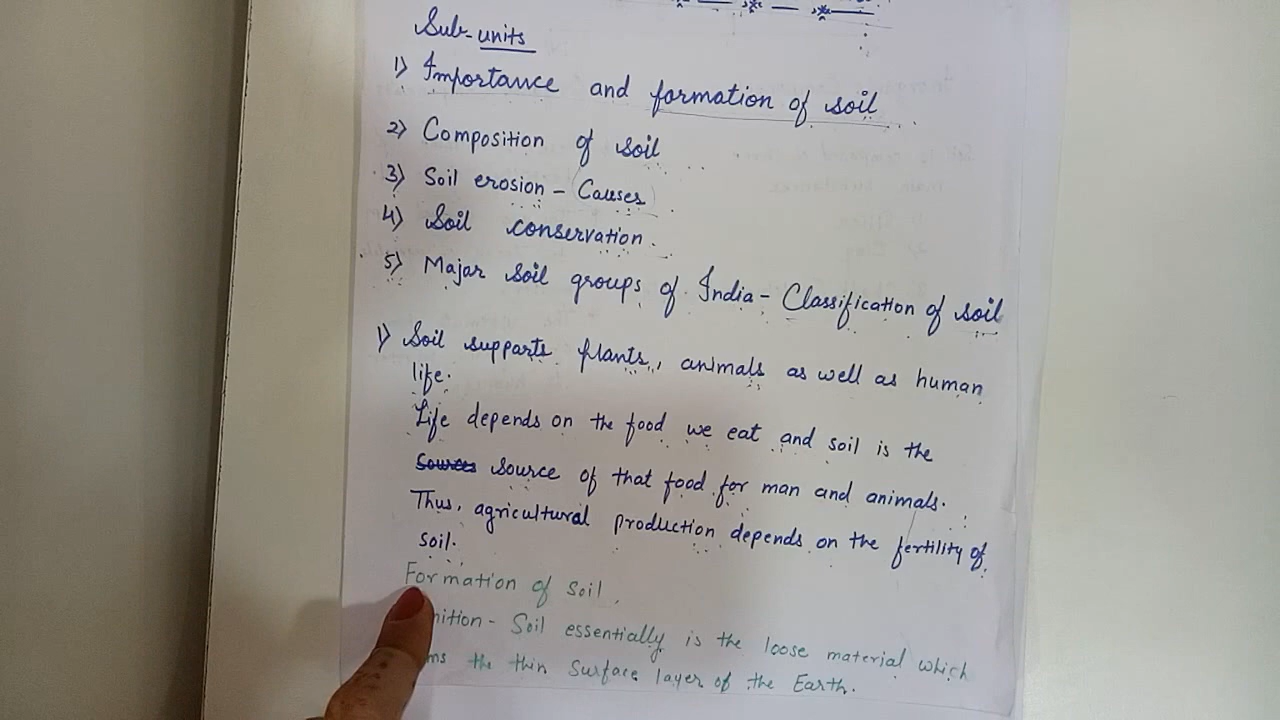 Sub-units
1) Importance and formation of soil
2) Composition of soil
3) Soil erosion - Causes
4) Soil conservation.
5) Majar soil groups of India - Classification of soil
1) Soil supparts plants, animals as well as human
life.
Life depends on the food we eat and soil is the
source of that food for man and animals.
Thus, agricultural production depends on the fertility of
soil.
Formation of soil.
nition - Soil essentially is the loose material which
ms the thin surface layer of the Earth.